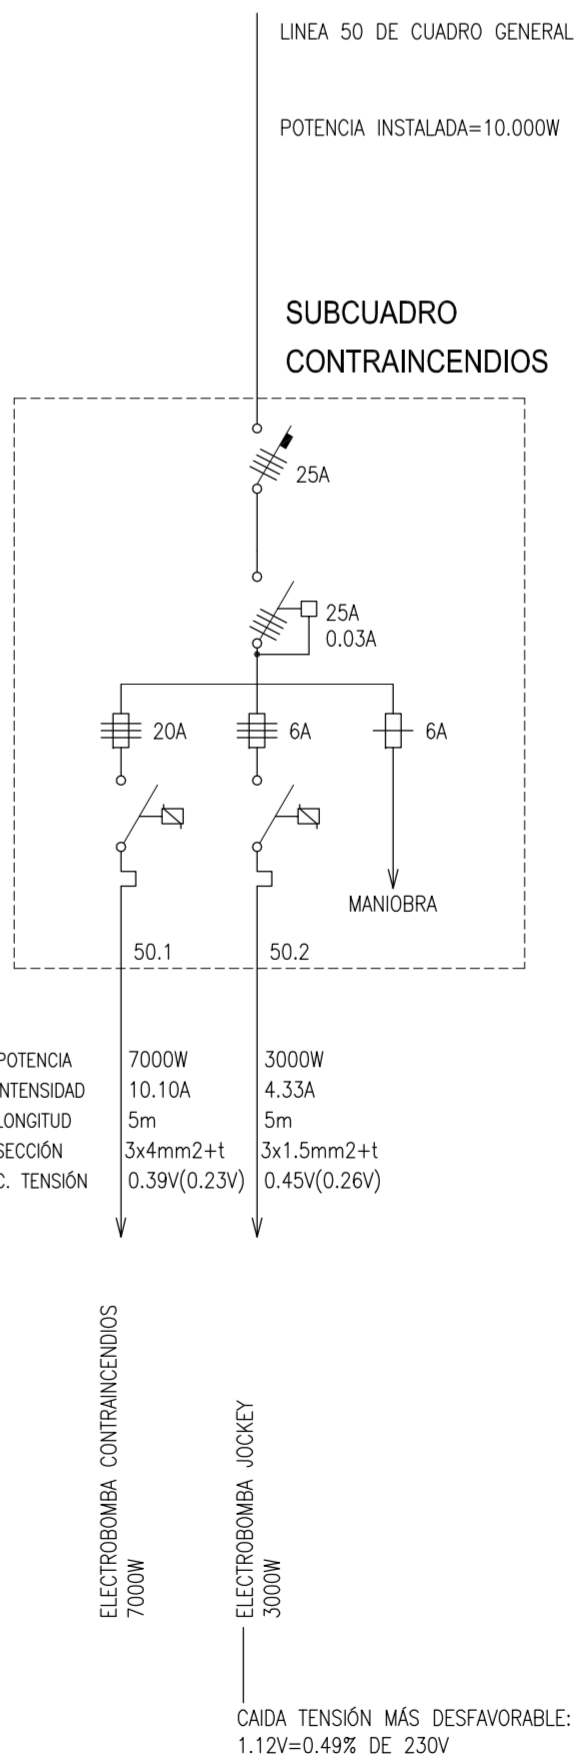 LINEA 50 DE CUADRO GENERAL
POTENCIA INSTALADA=10.000W
SUBCUADRO
CONTRAINCENDIOS
25A
25A
0.03A
20A
6A
6A
MANIOBRA
50.1
50.2
POTENCIA 7000W 3000W
INTENSIDAD 10.10A 4.33A
LONGITUD 5m 5m
SECCIÓN 3x4mm2+t 3x1.5mm2+t
C. TENSIÓN 0.39V(0.23V) 0.45V(0.26V)
ELECTROBOMBA CONTRAINCENDIOS
7000W
ELECTROBOMBA JOCKEY
3000W
CAIDA TENSIÓN MÁS DESFAVORABLE:
1.12V=0.49% DE 230V